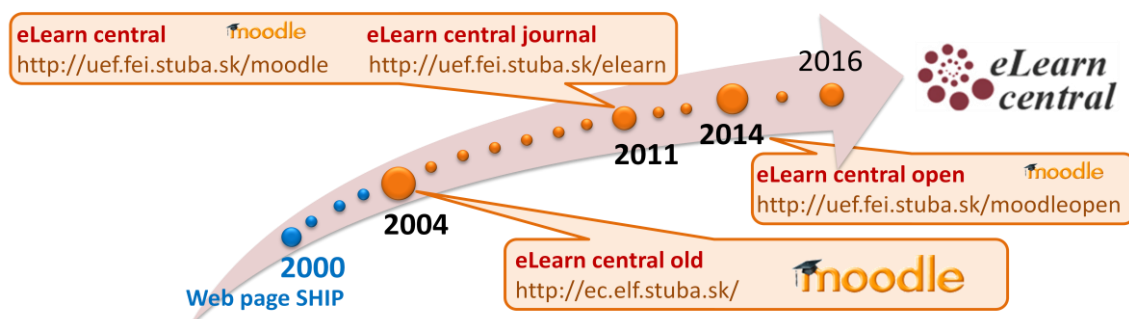 eLearn central moodle eLearn central journal
http://uef.fei.stuba.sk/moodle http://uef.fei.stuba.sk/elearn
2016
eLearn
central
2014
2011
eLearn central open moodle
http://uef.fei.stuba.sk/moodleopen
2004
eLearn central old
http://ec.elf.stuba.sk/
moodle
2000
Web page SHIP